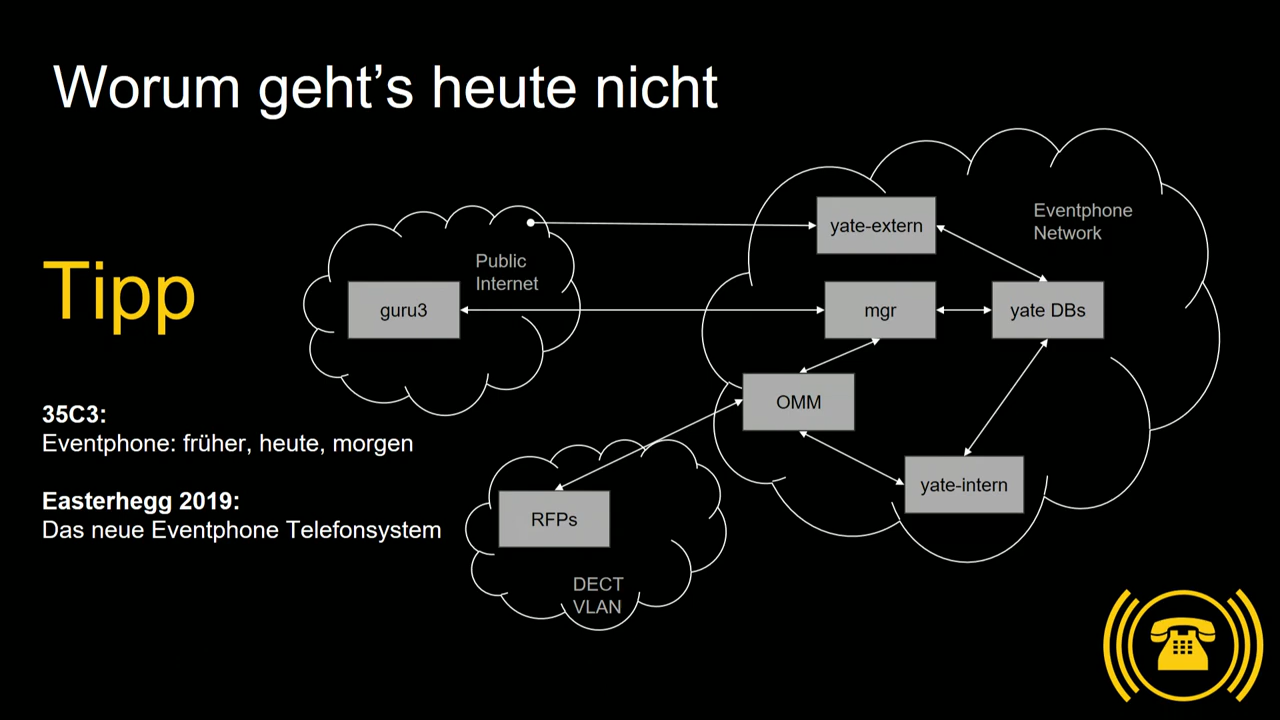 Worum geht’s heute nicht
Tipp
35C3:
Eventphone: früher, heute, morgen
Easterhegg 2019:
Das neue Eventphone Telefonsystem
Public
Internet
guru3
Eventphone
Network
yate-extern
mgr
yate DBs
OMM
yate-intern
RFPs
DECT
VLAN